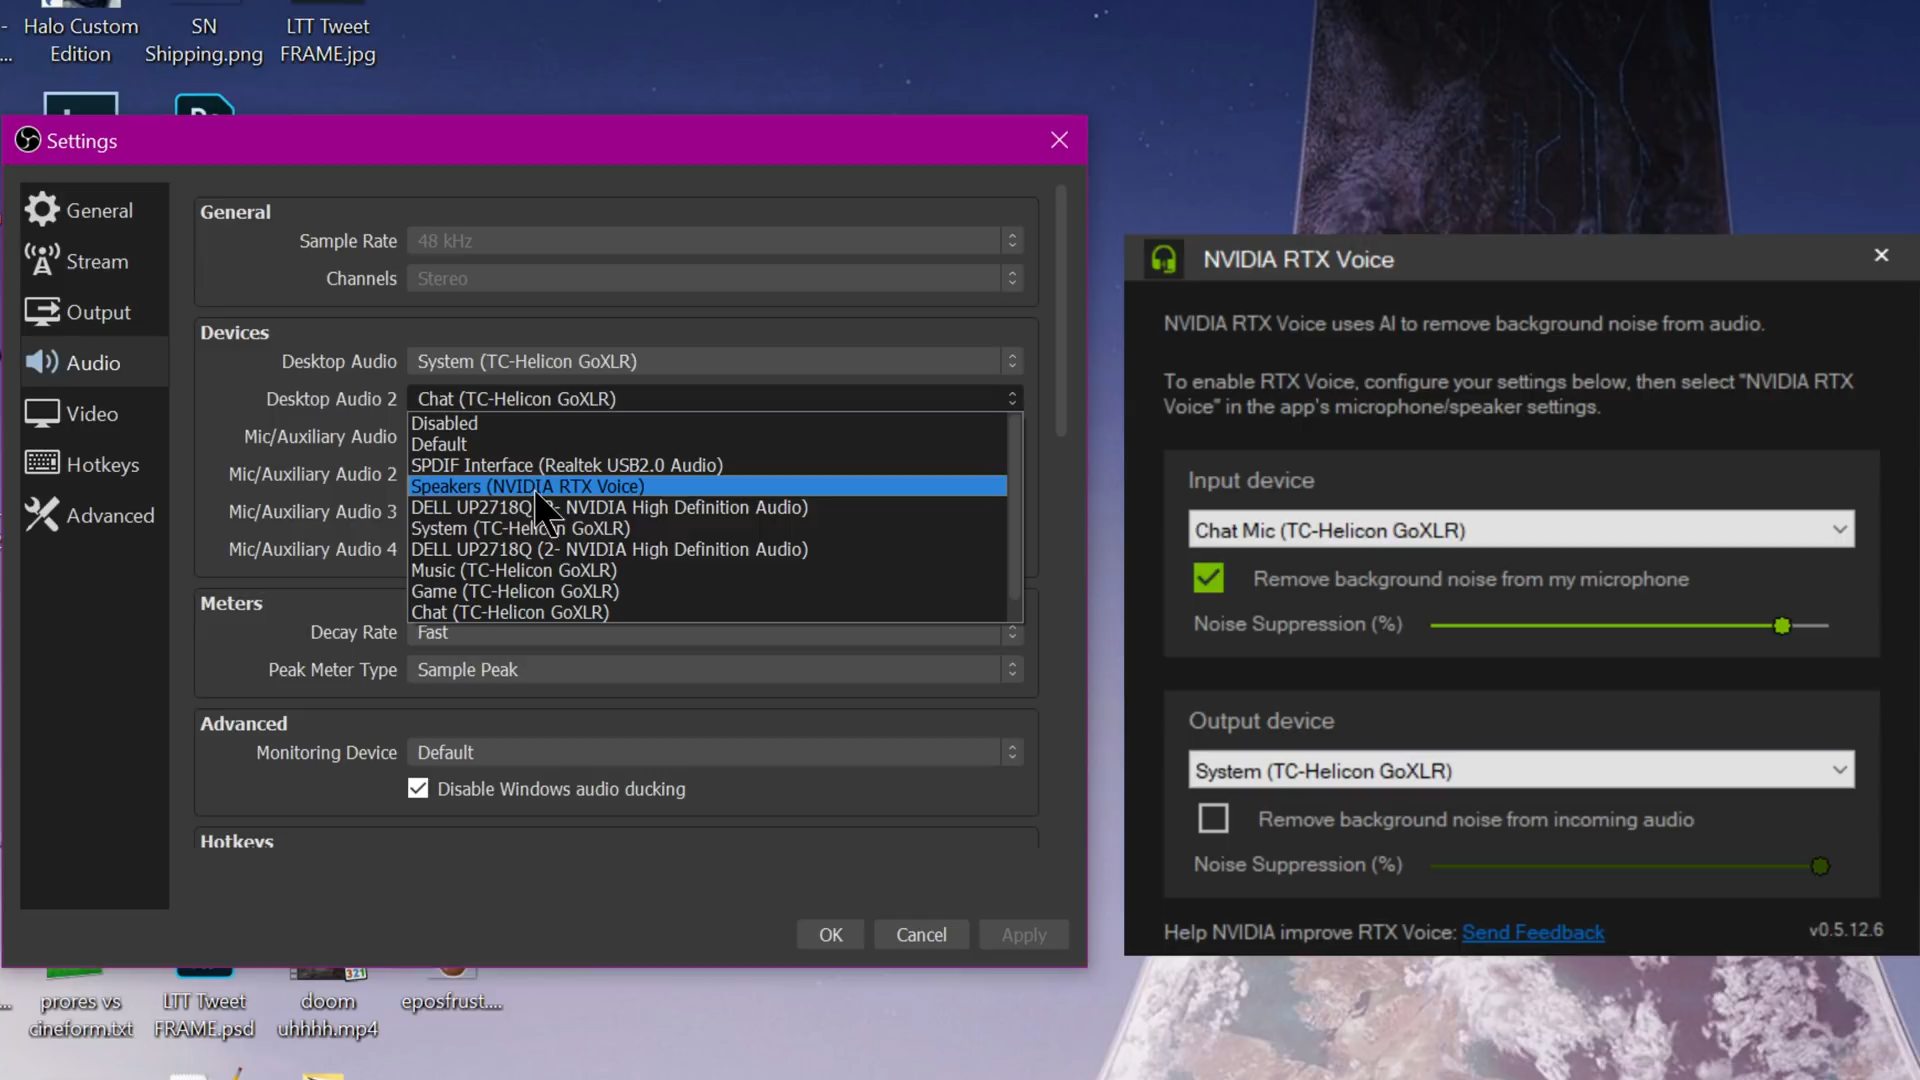 Halo Custom
Edition
SN
Shipping.png
LTT Tweet
FRAME.jpg
Settings
General
Stream
Output
Audio
Video
Hotkeys
Advanced
General
Sample Rate 48 kHz
Channels Stereo
Devices
Desktop Audio System (TC-Helicon GoXLR)
Desktop Audio 2 Chat (TC-Helicon GoXLR)
Mic/Auxiliary Audio
Mic/Auxiliary Audio 2
Mic/Auxiliary Audio 3
Mic/Auxiliary Audio 4
Disabled
Default
SPDIF Interface (Realtek USB2.0 Audio)
Speakers (NVIDIA RTX Voice)
DELL UP2718Q NVIDIA High Definition Audio)
System (TC-Helicon GoXLR)
DELL UP2718Q (2- NVIDIA High Definition Audio)
Music (TC-Helicon GoXLR)
Game (TC-Helicon GoXLR)
Chat (TC-Helicon GoXLR)
Meters
Decay Rate Fast
Peak Meter Type Sample Peak
Advanced
Monitoring Device Default
Disable Windows audio ducking
Hotkeys
OK Cancel Apply
NVIDIA RTX Voice
NVIDIA RTX Voice uses AI to remove background noise from audio.
To enable RTX Voice, configure your settings below, then select "NVIDIA RTX
Voice" in the app's microphone/speaker settings.
Input device
Chat Mic (TC-Helicon GoXLR)
Remove background noise from my microphone
Noise Suppression (%)
Output device
System (TC-Helicon GoXLR)
Remove background noise from incoming audio
Noise Suppression (%)
Help NVIDIA improve RTX Voice: Send Feedback v0.5.12.6
321
prores vs
cineform.txt
LTT Tweet
FRAME.psd
doom
uhhhh.mp4
eposfrust....